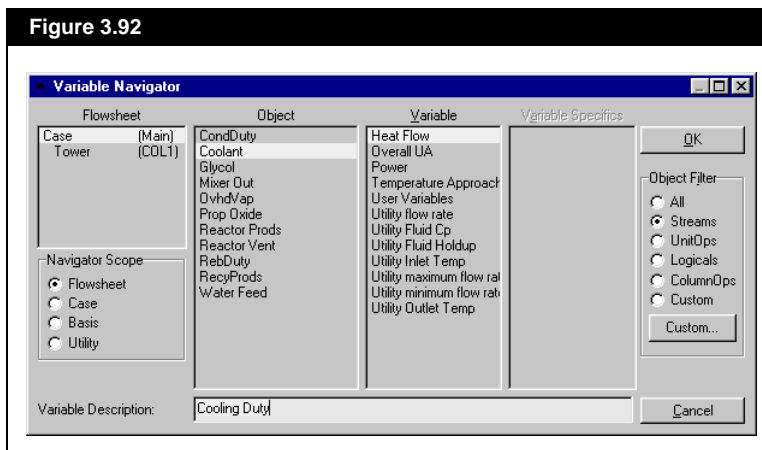 Figure 3.92
Variable Navigator
Flowsheet
Object
Variable
Variable Specifics
Case (Main)
Tower (COL1)
CondDuty
Coolant
Glycol
Mixer Out
OvhdVap
Prop Oxide
Reactor Prods
Reactor Vent
RebDuty
RecyProds
Water Feed
Heat Flow
Overall UA
Power
Temperature Approach
User Variables
Utility flow rate
Utility Fluid Cp
Utility Fluid Holdup
Utility Inlet Temp
Utility maximum flow rat
Utility minimum flow rat
Utility Outlet Temp
OK
Object Filter
All
Streams
UnitOps
Logicals
ColumnOps
Custom
Custom...
Navigator Scope
Flowsheet
Case
Basis
Utility
Variable Description:
Cooling Duty
Cancel